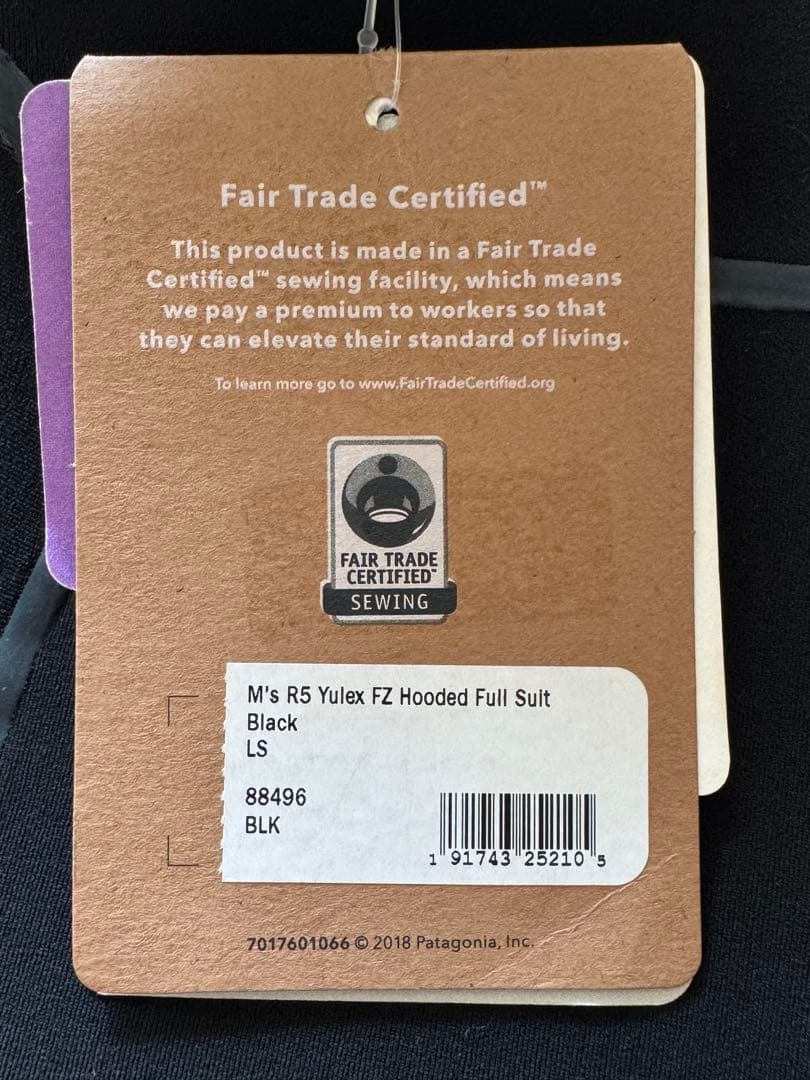 Fair Trade Certified™
This product is made in a Fair Trade
Certified™ sewing facility, which means
we pay a premium to workers so that
they can elevate their standard of living.
To learn more go to www.FairTradeCertified.org
FAIR TRADE
CERTIFIED™
SEWING
M's R5 Yulex FZ Hooded Full Suit
Black
LS
88496
BLK
1 91743 25210 5
7017601066 © 2018 Patagonia, Inc.